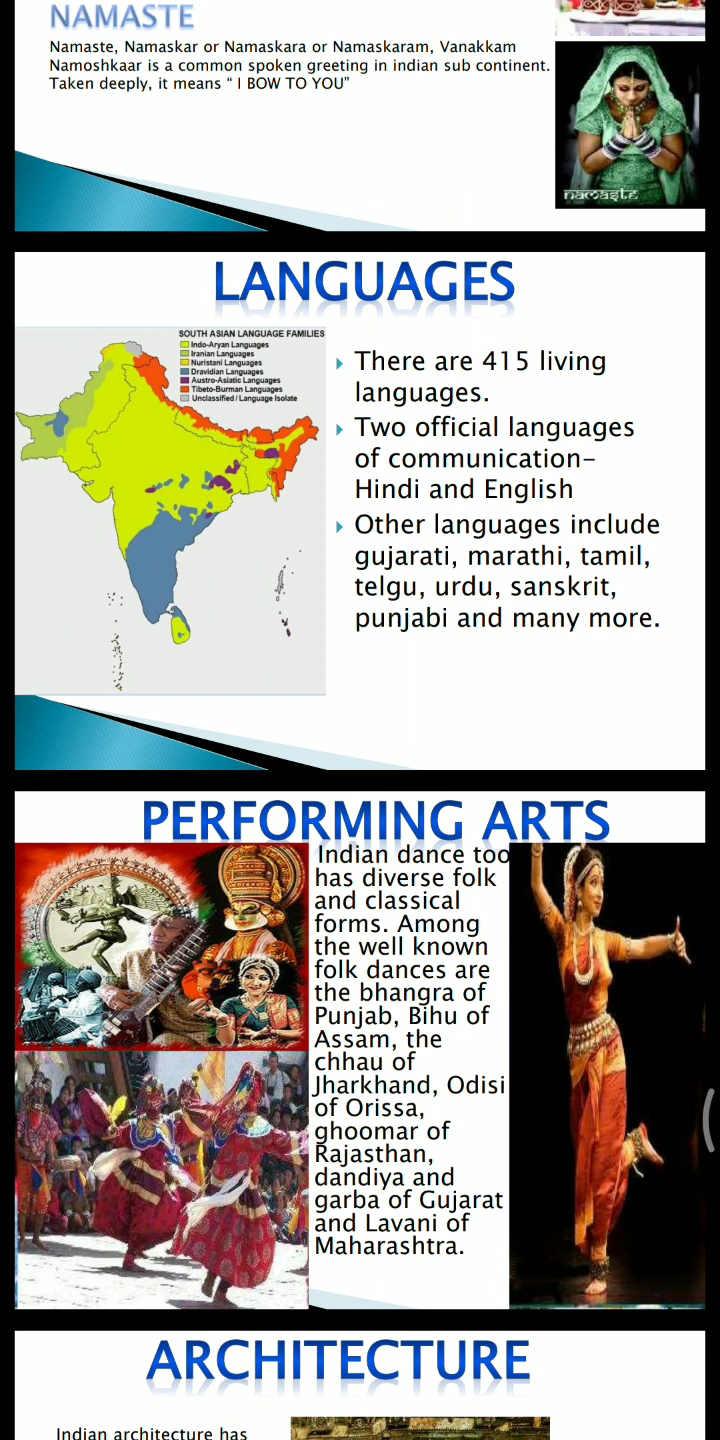 NAMASTE
Namaste, Namaskar or Namaskara or Namaskaram, Vanakkam
Namoshkaar is a common spoken greeting in indian sub continent.
Taken deeply, it means “ I BOW TO YOU”
namaste
LANGUAGES
SOUTH ASIAN LANGUAGE FAMILIES
Indo-Aryan Languages
Iranian Languages
Nuristani Languages
Dravidian Languages
Austro-Asiatic Languages
Tibeto-Burman Languages
Unclassified / Language Isolate
There are 415 living
languages.
Two official languages
of communication-
Hindi and English
Other languages include
gujarati, marathi, tamil,
telgu, urdu, sanskrit,
punjabi and many more.
PERFORMING ARTS
Indian dance too
has diverse folk
and classical
forms. Among
the well known
folk dances are
the bhangra of
Punjab, Bihu of
Assam, the
chhau of
Jharkhand, Odisi
of Orissa,
ghoomar of
Rajasthan,
dandiya and
garba of Gujarat
and Lavani of
Maharashtra.
ARCHITECTURE
Indian architecture has